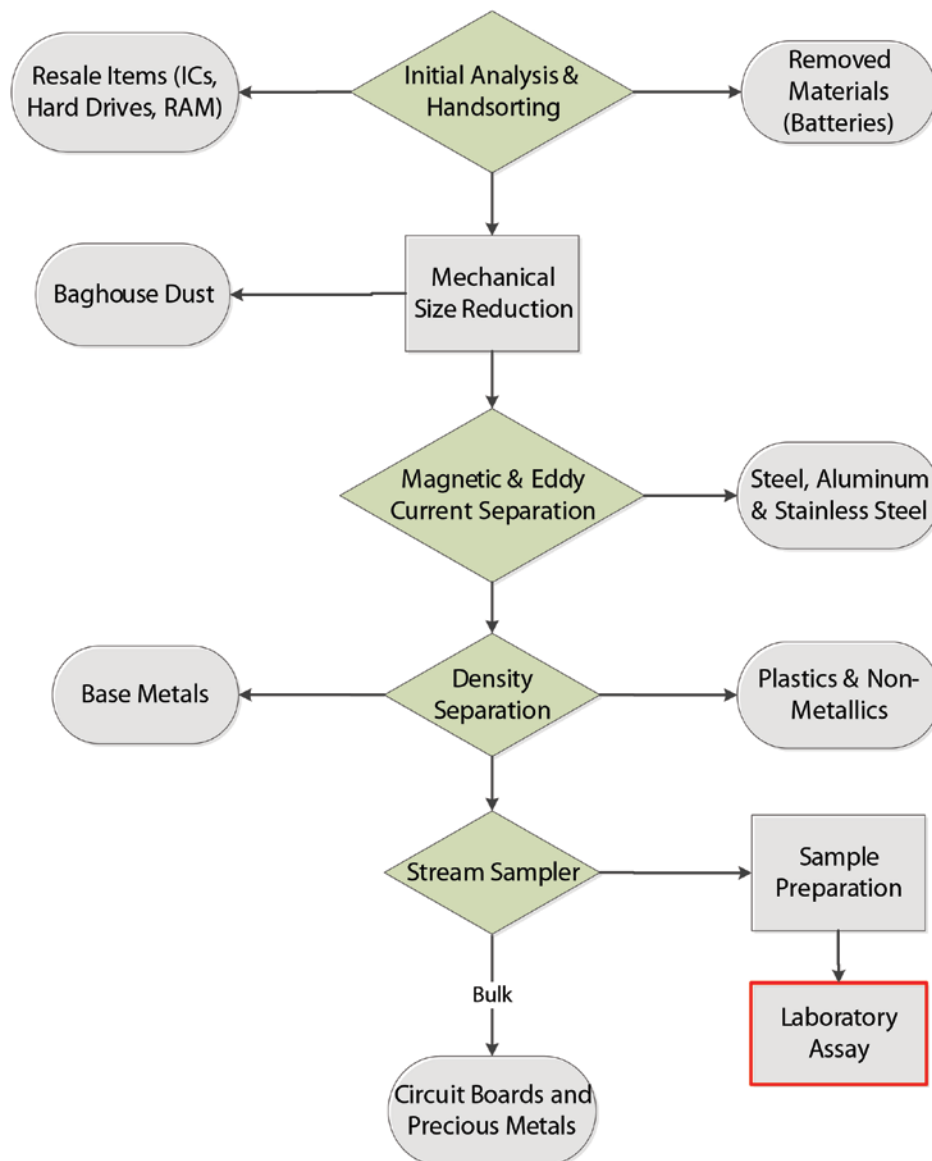 Resale Items (ICs,
Hard Drives, RAM)
Initial Analysis &
Handsorting
Removed
Materials
(Batteries)
Baghouse Dust
Mechanical
Size Reduction
Magnetic & Eddy
Current Separation
Steel, Aluminum
& Stainless Steel
Base Metals
Density
Separation
Plastics & Non-
Metallics
Stream Sampler
Sample
Preparation
Bulk
Laboratory
Assay
Circuit Boards and
Precious Metals